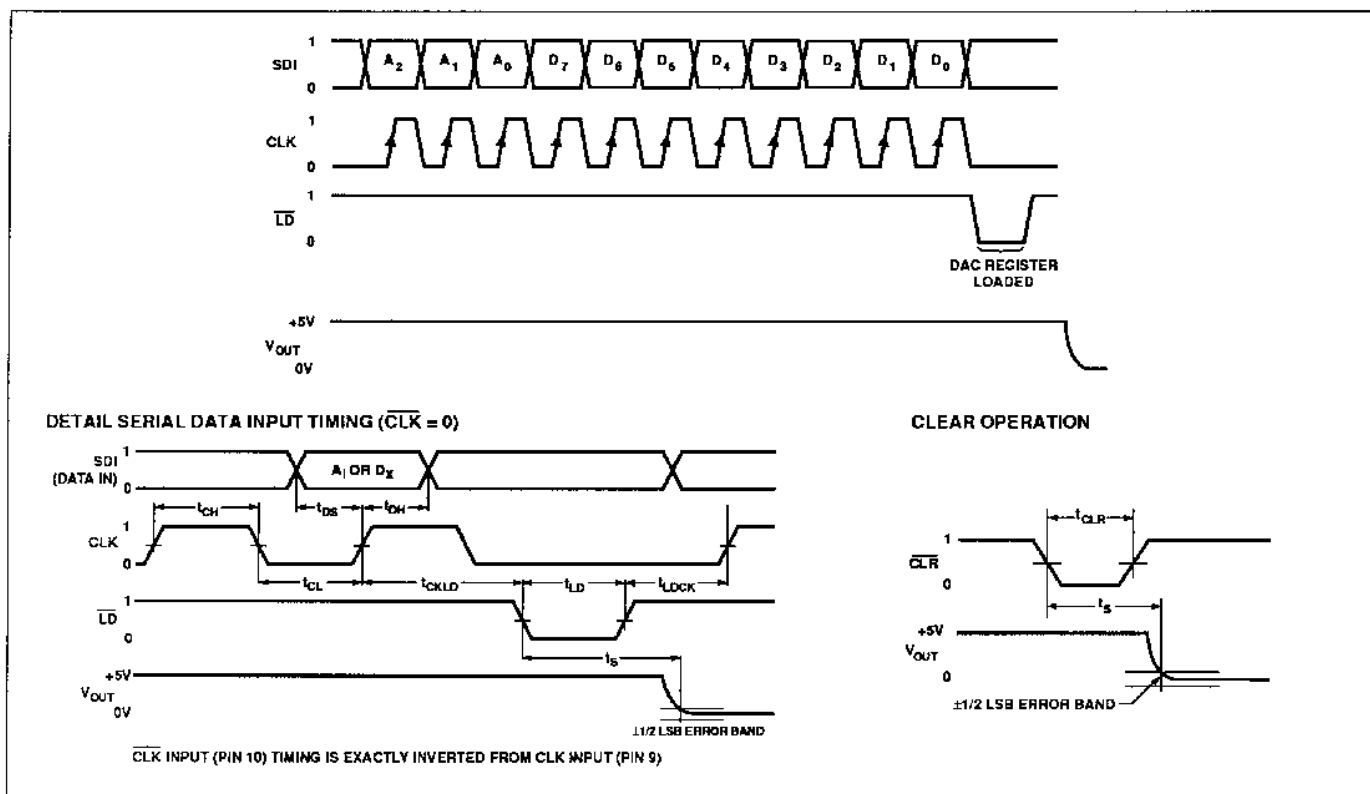 1
SDI
0
A2 A1 A0 D7 D6 D5 D4 D3 D2 D1 D0
1
CLK
0
1
LD
0
DAC REGISTER
LOADED
+5V
VOUT
0V
DETAIL SERIAL DATA INPUT TIMING (CLK = 0)
SDI 1
(DATA IN)
0
AI OR DX
tCH tDS tDH
1
CLK
0
tCL tCKLD tLD tLDCK
1
LD
0
tS
+5V
VOUT
0V
±1/2 LSB ERROR BAND
CLK INPUT (PIN 10) TIMING IS EXACTLY INVERTED FROM CLK INPUT (PIN 9)
CLEAR OPERATION
tCLR
1
CLR
0
tS
+5V
VOUT
0
±1/2 LSB ERROR BAND